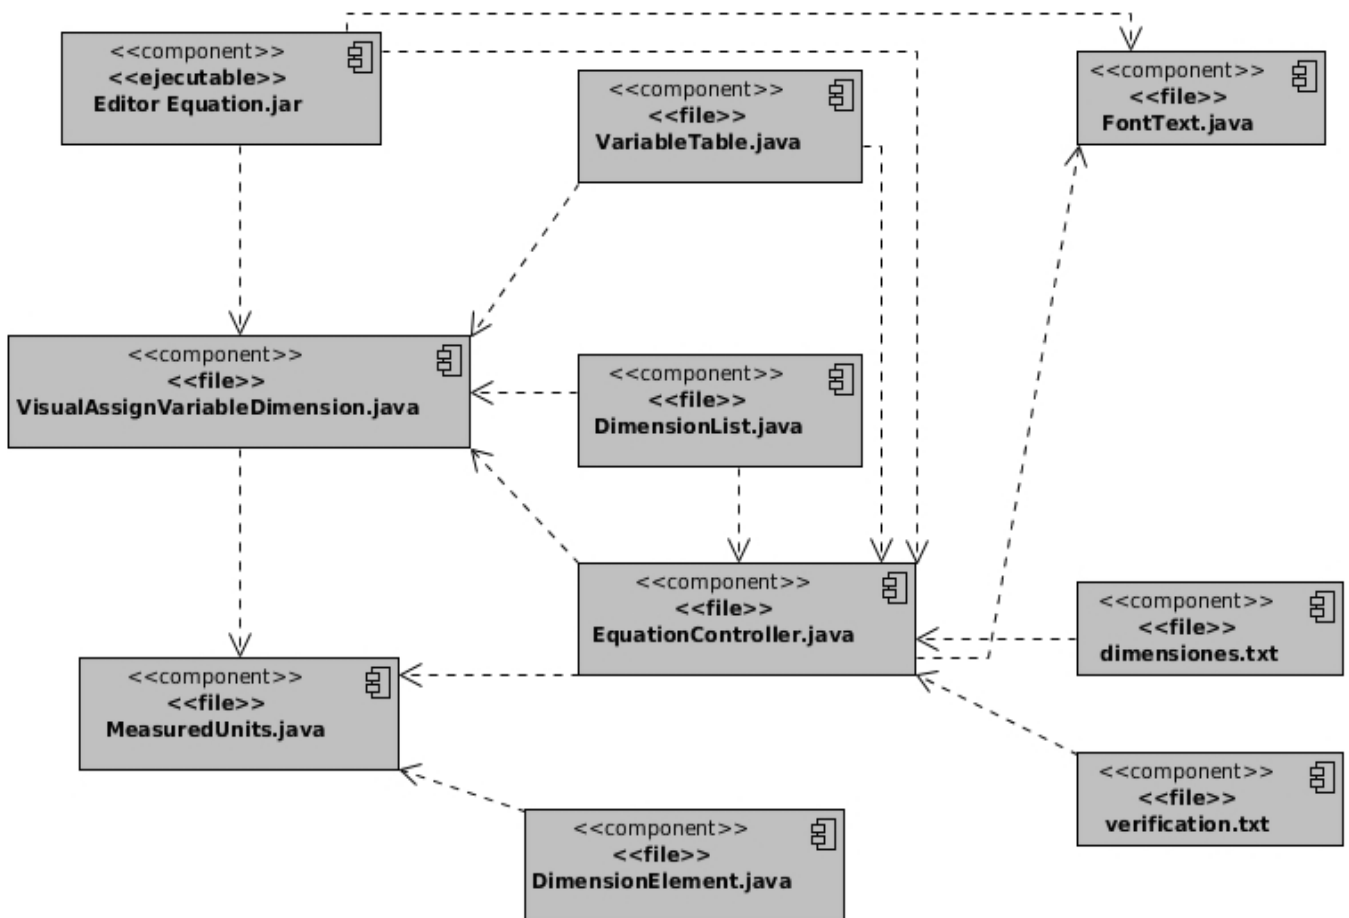 <<component>>
<<ejecutable>>
Editor Equation.jar
<<component>>
<<file>>
VariableTable.java
<<component>>
<<file>>
FontText.java
<<component>>
<<file>>
VisualAssignVariableDimension.java
<<component>>
<<file>>
DimensionList.java
<<component>>
<<file>>
EquationController.java
<<component>>
<<file>>
dimensiones.txt
<<component>>
<<file>>
MeasuredUnits.java
<<component>>
<<file>>
verification.txt
<<component>>
<<file>>
DimensionElement.java